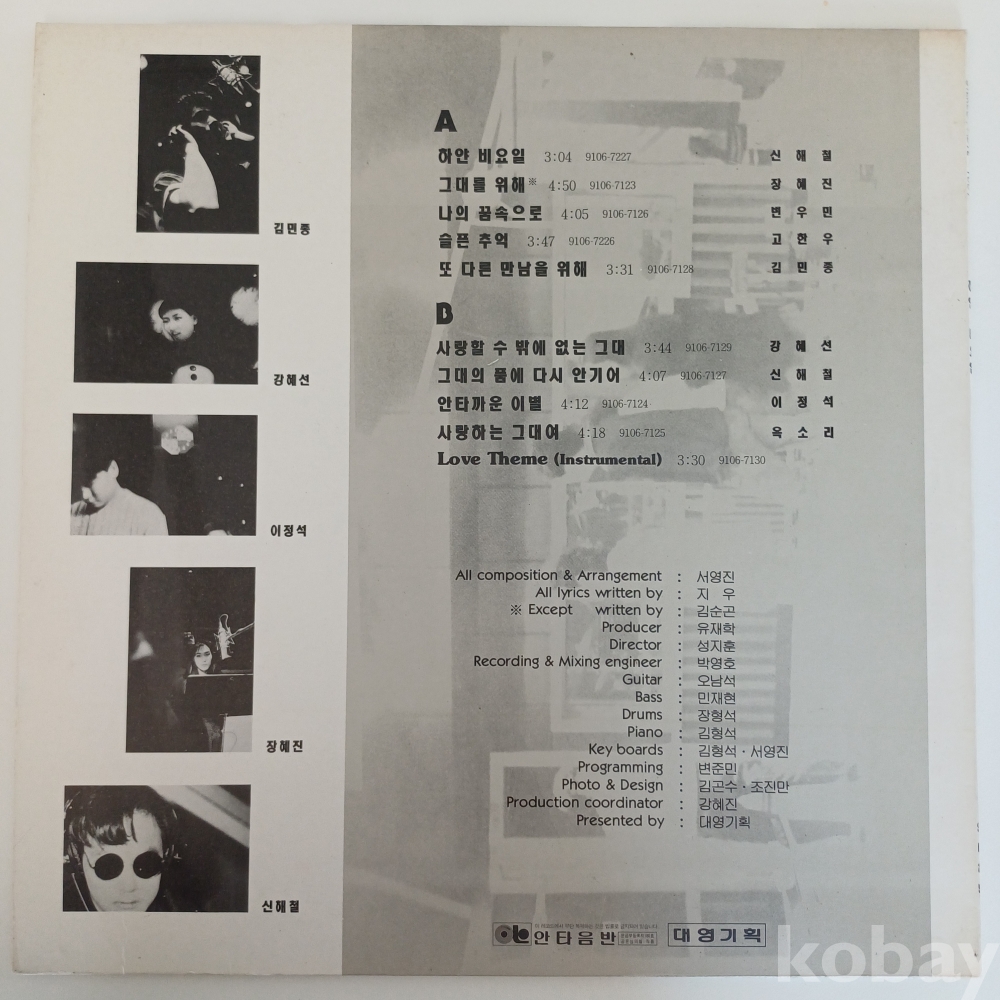 김민종
강혜선
이정석
장혜진
신해철
A
하얀 비요일 3:04 9106-7227 신 해 철
그대를 위해※ 4:50 9106-7123 장 혜 진
나의 꿈속으로 4:05 9106-7126 변 우 민
슬픈 추억 3:47 9106-7226 고 한 우
또 다른 만남을 위해 3:31 9106-7128 김 민 종
B
사랑할 수 밖에 없는 그대 3:44 9106-7129 강 혜 선
그대의 품에 다시 안기어 4:07 9106-7127 신 해 철
안타까운 이별 4:12 9106-7124 이 정 석
사랑하는 그대여 4:18 9106-7125 옥 소 리
Love Theme (Instrumental) 3:30 9106-7130
All composition & Arrangement : 서영진
All lyrics written by : 지 우
※ Except written by : 김순곤
Producer : 유재학
Director : 성지훈
Recording & Mixing engineer : 박영호
Guitar : 오남석
Bass : 민재현
Drums : 장형석
Piano : 김형석
Key boards : 김형석 · 서영진
Programming : 변준민
Photo & Design : 김곤수 · 조진만
Production coordinator : 강혜진
Presented by : 대영기획
안타음반 대영기획
kobay